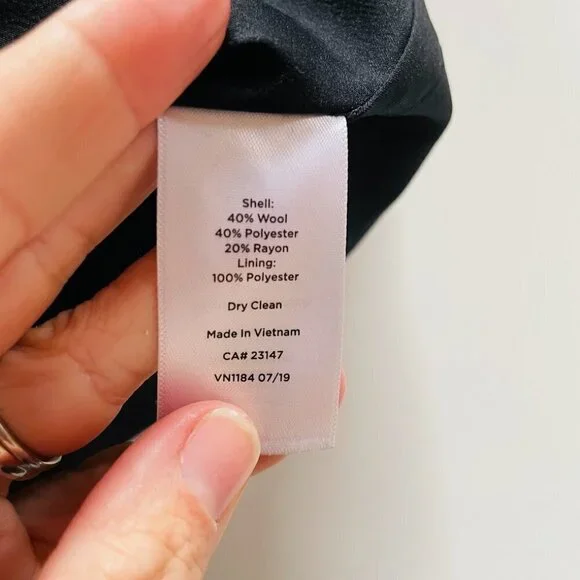 Shell:
40% Wool
40% Polyester
20% Rayon
Lining:
100% Polyester
Dry Clean
Made In Vietnam
CA# 23147
VN1184 07/19